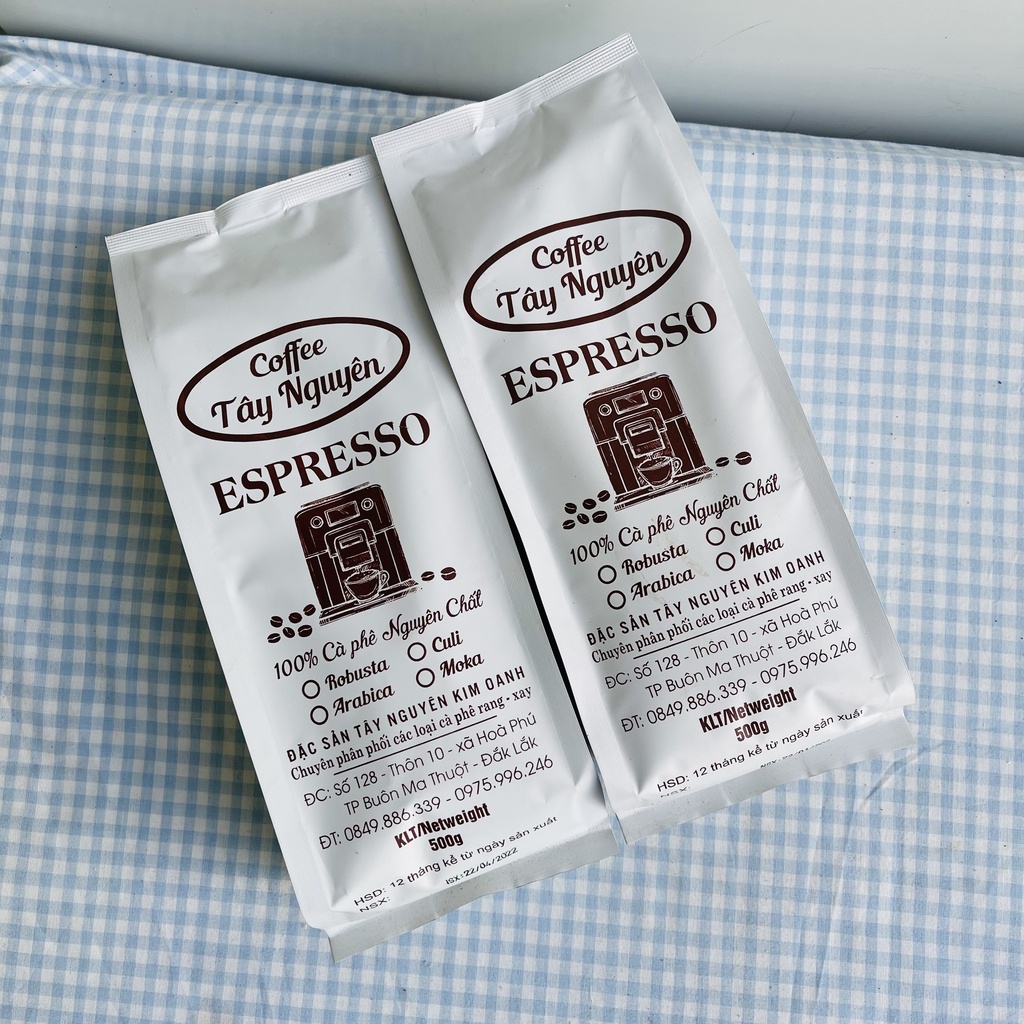 Coffee
Tây Nguyên
ESPRESSO
100% Cà phê Nguyên Chất
Robusta Culi
Arabica Moka
ĐẶC SẢN TÂY NGUYÊN KIM OANH
Chuyên phân phối các loại cà phê rang - xay
ĐC: Số 128 - Thôn 10 - xã Hoà Phú
TP Buôn Ma Thuột - Đắk Lắk
ĐT: 0849.886.339 - 0975.996.246
KLT/Netweight
500g
HSD: 12 tháng kể từ ngày sản xuất
NSX:
NSX: 22/04/2022
Coffee
Tây Nguyên
ESPRESSO
100% Cà phê Nguyên Chất
Robusta Culi
Arabica Moka
ĐẶC SẢN TÂY NGUYÊN KIM OANH
Chuyên phân phối các loại cà phê rang - xay
ĐC: Số 128 - Thôn 10 - xã Hoà Phú
TP Buôn Ma Thuột - Đắk Lắk
ĐT: 0849.886.339 - 0975.996.246
KLT/Netweight
500g
HSD: 12 tháng kể từ ngày sản xuất
NSX: